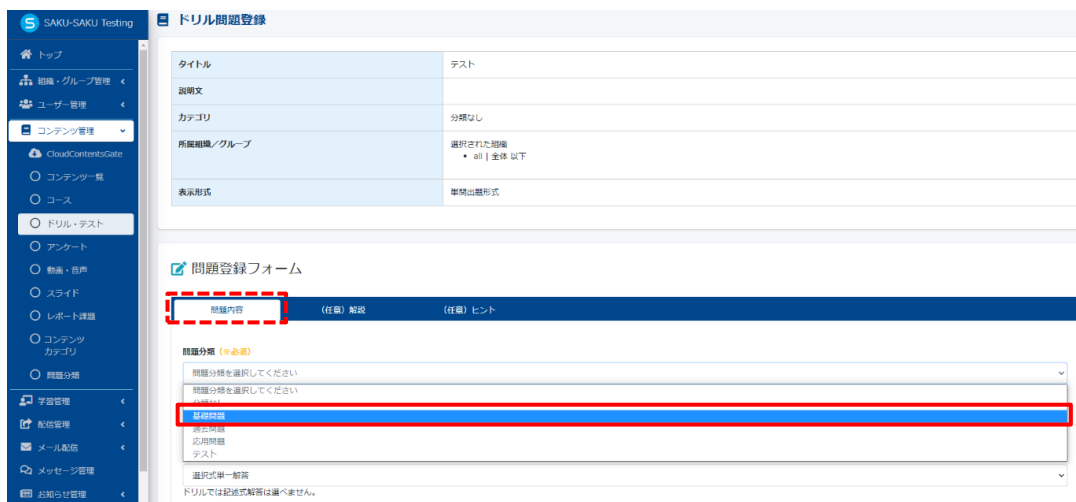 S SAKU-SAKU Testing
ドリル問題登録
トップ
組織・グループ管理
ユーザー管理
コンテンツ管理
CloudContentsGate
コンテンツ一覧
コース
ドリル・テスト
アンケート
動画・音声
スライド
レポート課題
コンテンツ
カテゴリ
問題分類
学習管理
配信管理
メール配信
メッセージ管理
お知らせ管理
タイトル
テスト
説明文
カテゴリ
分類なし
所属組織/グループ
選択された組織
• all | 全体 以下
表示形式
単問出題形式
問題登録フォーム
問題内容
(任意) 解説
(任意) ヒント
問題分類 (※必須)
問題分類を選択してください
問題分類を選択してください
分類なし
基礎問題
過去問題
応用問題
テスト
選択式単一解答
ドリルでは記述式解答は選べません。